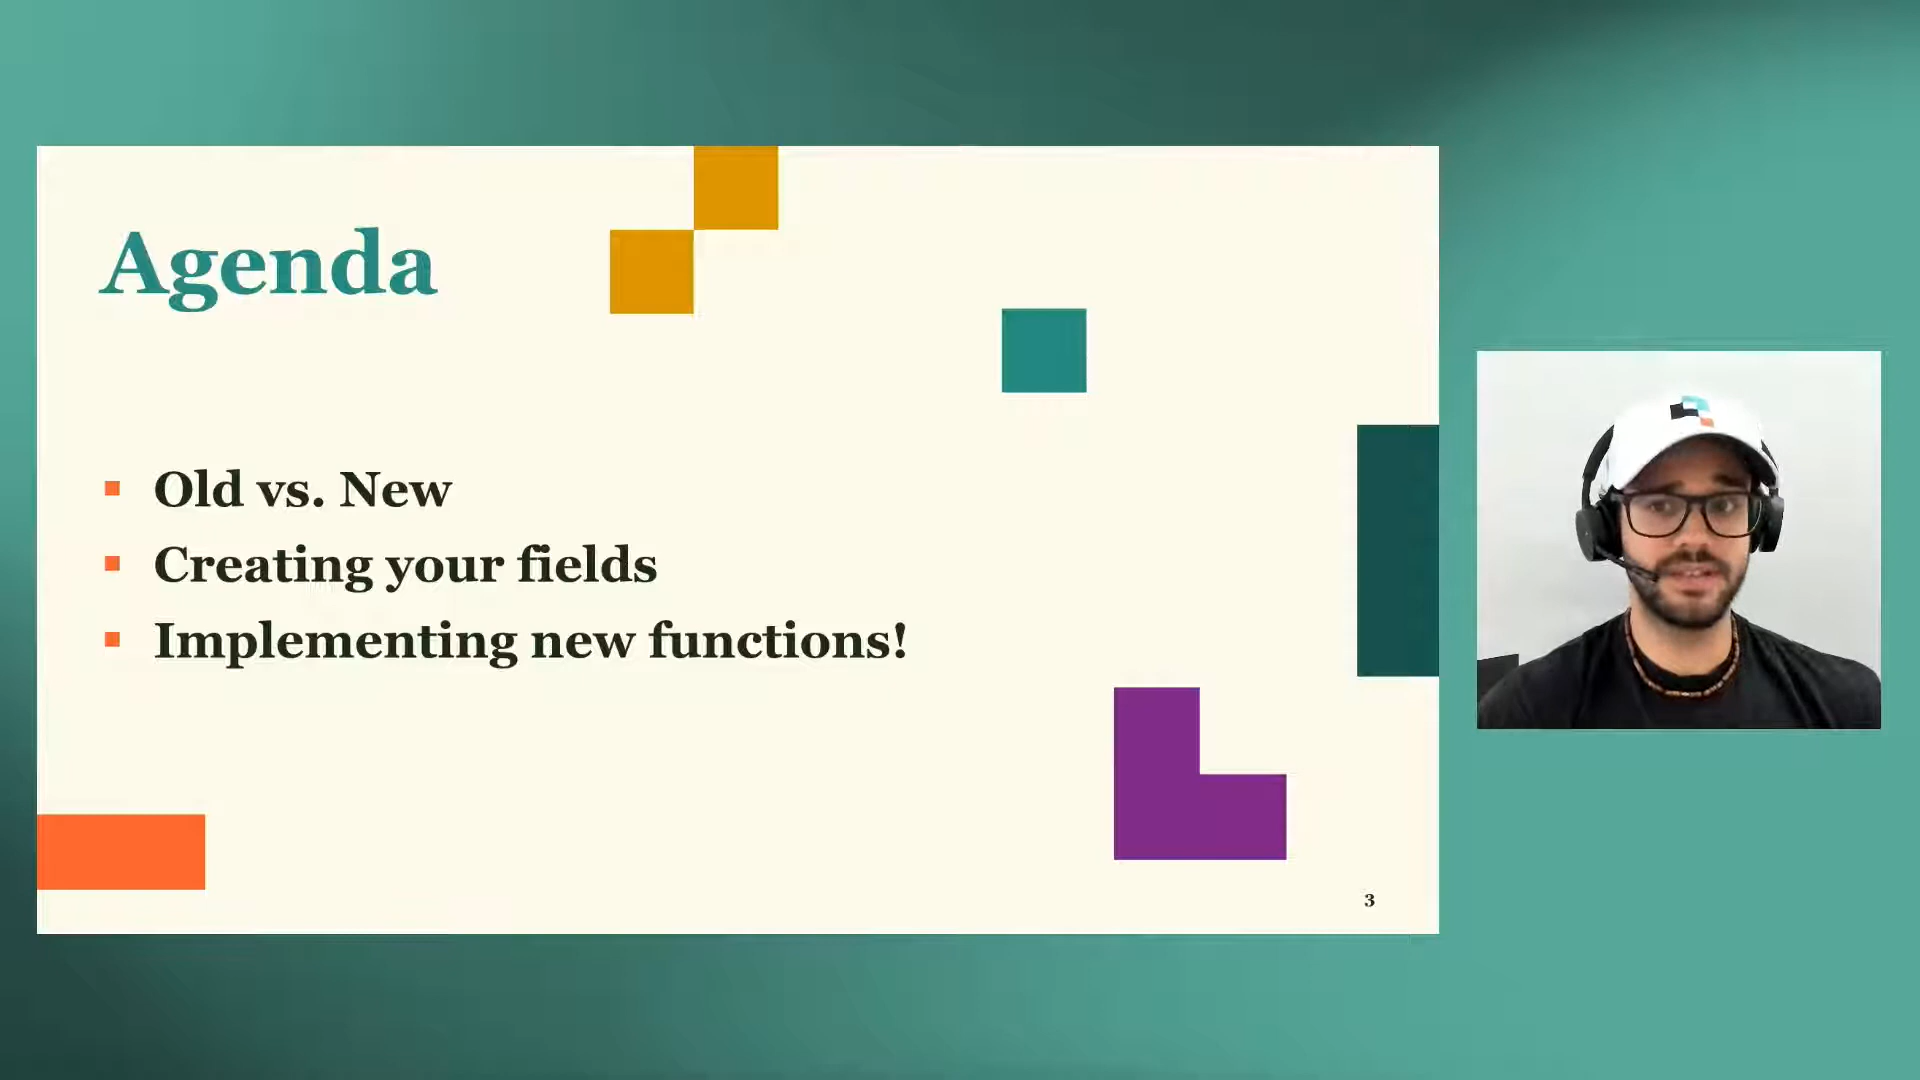 Agenda
Old vs. New
Creating your fields
Implementing new functions!
3